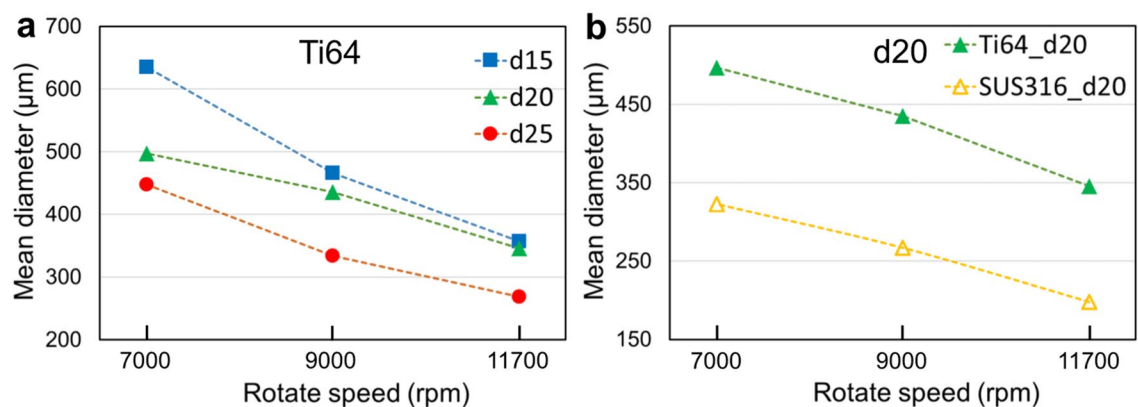 a
Ti64
d15
d20
d25
700
600
500
400
300
200
Mean diameter (μm)
7000 9000 11700
Rotate speed (rpm)
b
d20
Ti64_d20
SUS316_d20
550
450
350
250
150
Mean diameter (μm)
7000 9000 11700
Rotate speed (rpm)